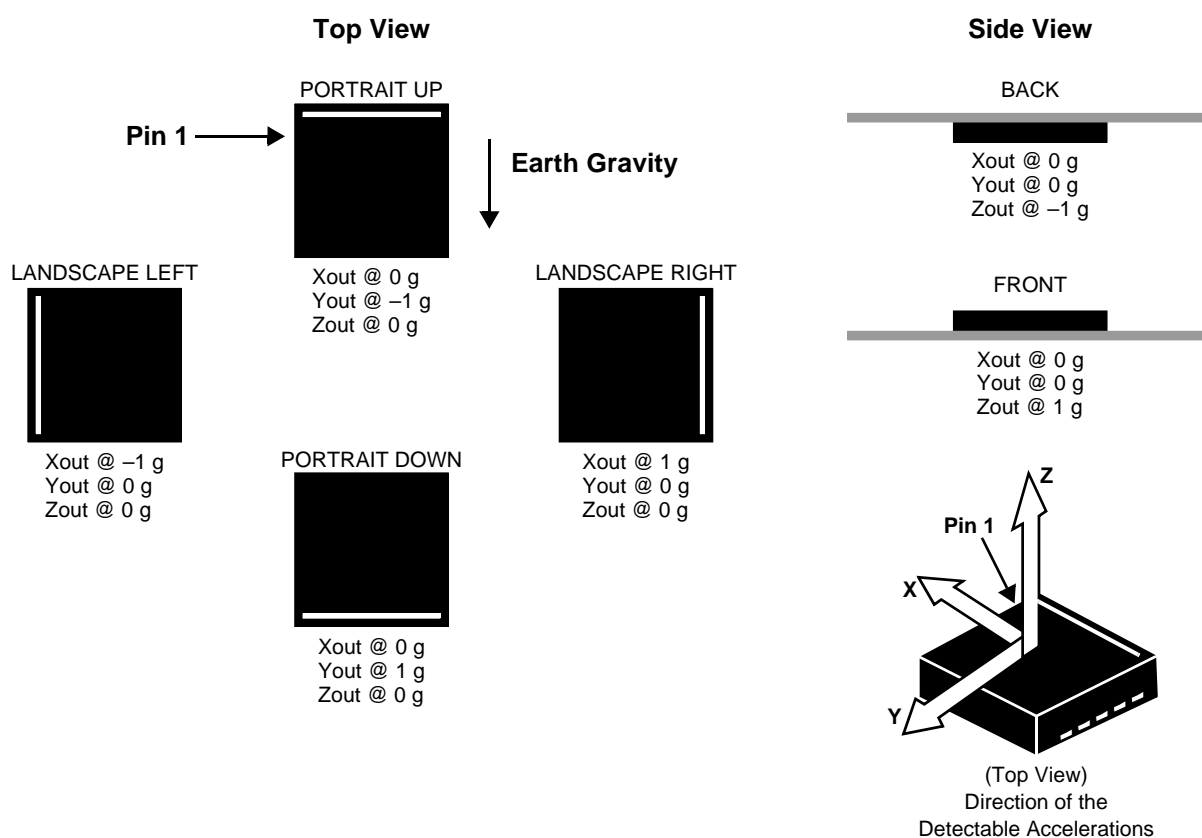 Top View
Side View
PORTRAIT UP
Pin 1
Earth Gravity
Xout @ 0 g
Yout @ –1 g
Zout @ 0 g
LANDSCAPE LEFT
Xout @ –1 g
Yout @ 0 g
Zout @ 0 g
LANDSCAPE RIGHT
Xout @ 1 g
Yout @ 0 g
Zout @ 0 g
PORTRAIT DOWN
Xout @ 0 g
Yout @ 1 g
Zout @ 0 g
BACK
Xout @ 0 g
Yout @ 0 g
Zout @ –1 g
FRONT
Xout @ 0 g
Yout @ 0 g
Zout @ 1 g
Z
Pin 1
X
Y
(Top View)
Direction of the
Detectable Accelerations